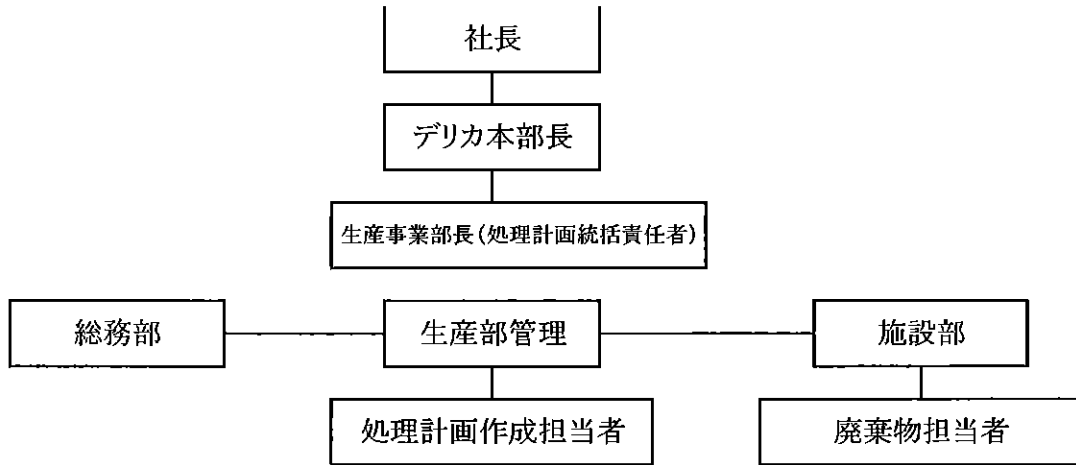 社長
デリカ本部長
生産事業部長(処理計画統括責任者)
総務部
生産部管理
施設部
処理計画作成担当者
廃棄物担当者